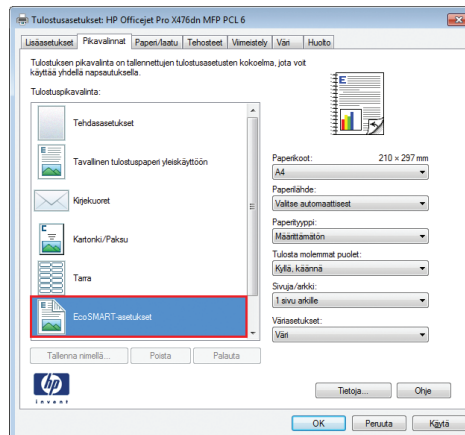 Tulostusasetukset: HP Officejet Pro X476dn MFP PCL 6
Lisäasetukset Pikavalinnat Paperi/laatu Tehosteet Viimeistely Väri Huolto
Tulostuksen pikavalinta on tallennettujen tulostusasetusten kokoelma, jota voit
käyttää yhdellä napsautuksella.
Tulostuspikavalinta:
Tehdasasetukset
Tavallinen tulostuspaperi yleiskäyttöön
Kirjekuoret
Kartonki/Paksu
Tarra
EcoSMART-asetukset
Tallenna nimellä... Poista Palauta
Paperikoot: 210 × 297 mm
A4
Paperilähde:
Valitse automaattisest
Paperityyppi:
Määrittämätön
Tulosta molemmat puolet:
Kyllä, käännä
Sivuja/arkki:
1 sivu arkille
Väriasetukset:
Väri
hp
invent
Tietoja... Ohje
OK Peruuta Käytä